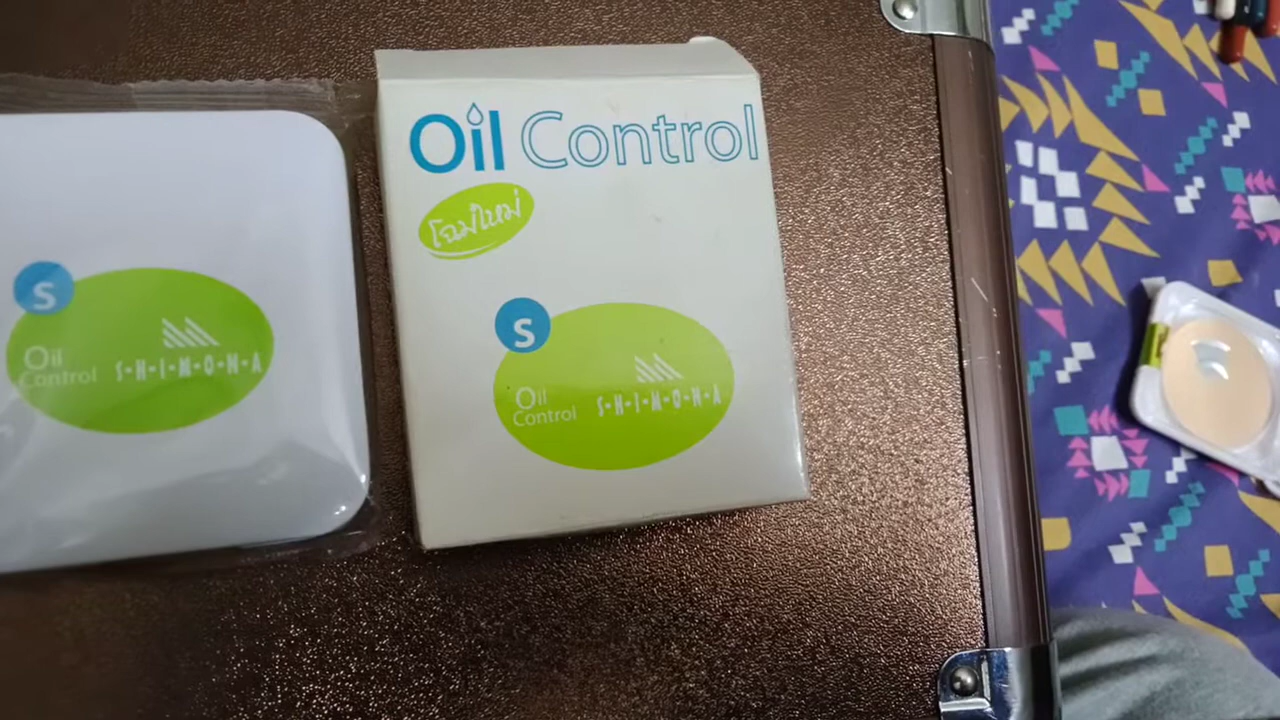 S
Oil
Control
S•H•I•M•O•N•A
Oil Control
โฉมใหม่
S
Oil
Control
S•H•I•M•O•N•A